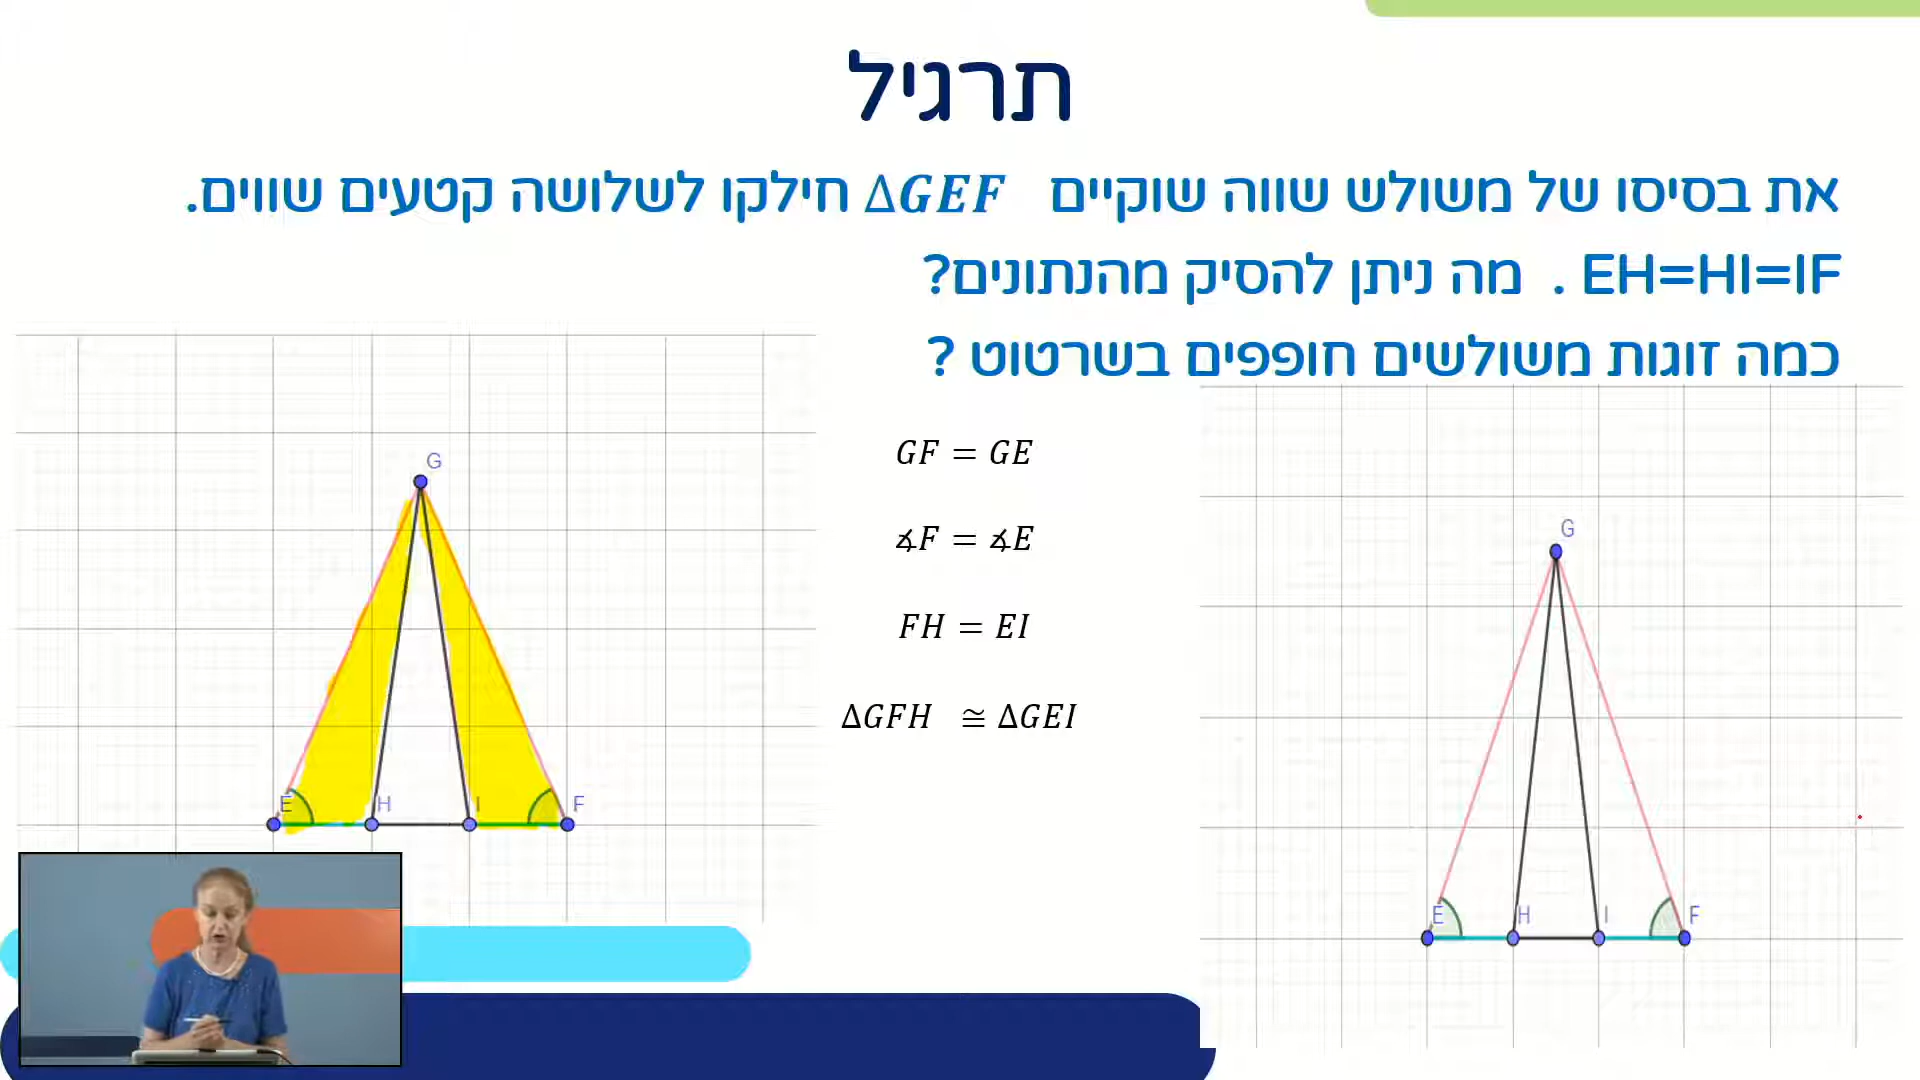 תרגיל
את בסיסו של משולש שווה שוקיים ΔGEF חילקו לשלושה קטעים שווים.
EH=HI=IF . מה ניתן להסיק מהנתונים?
כמה זוגות משולשים חופפים בשרטוט ?
GF = GE
∡F = ∡E
FH = EI
ΔGFH ≅ ΔGEI
G
E H I F
G
E H I F